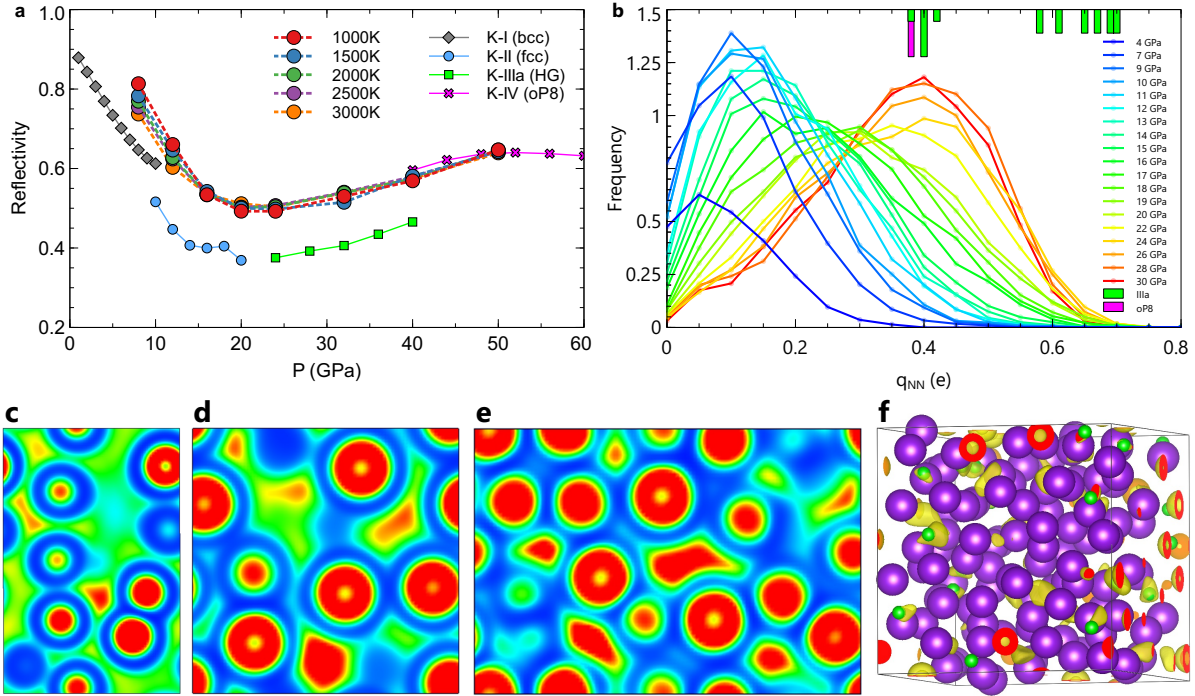 a
Reflectivity
1.0
0.8
0.6
0.4
0.2
0
10
20
30
40
50
60
P (GPa)
1000K
1500K
2000K
2500K
3000K
K-I (bcc)
K-II (fcc)
K-IIIa (HG)
K-IV (oP8)
b
Frequency
1.5
1.25
1
0.5
0.25
0
0
0.2
0.4
0.6
0.8
qNN (e)
4 GPa
7 GPa
9 GPa
10 GPa
11 GPa
12 GPa
13 GPa
14 GPa
15 GPa
16 GPa
17 GPa
18 GPa
19 GPa
20 GPa
22 GPa
24 GPa
26 GPa
28 GPa
30 GPa
IIIa
oP8
c
d
e
f